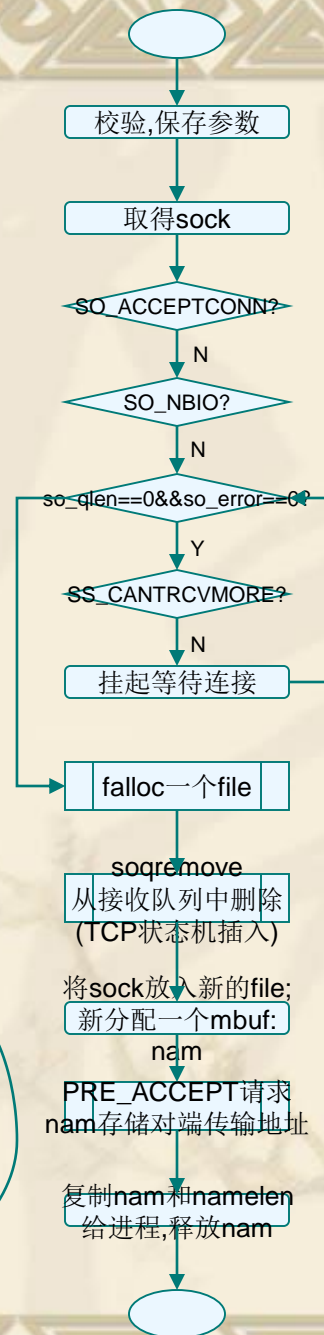 校验,保存参数
取得sock
SO_ACCEPTCONN?
N
SO_NBIO?
N
so_qlen==0&&so_error==0?
Y
SS_CANTRCVMORE?
N
挂起等待连接
falloc一个file
soqremove
从接收队列中删除
(TCP状态机插入)
将sock放入新的file;
新分配一个mbuf:
nam
PRE_ACCEPT请求
nam存储对端传输地址
复制nam和namelen
给进程,释放nam